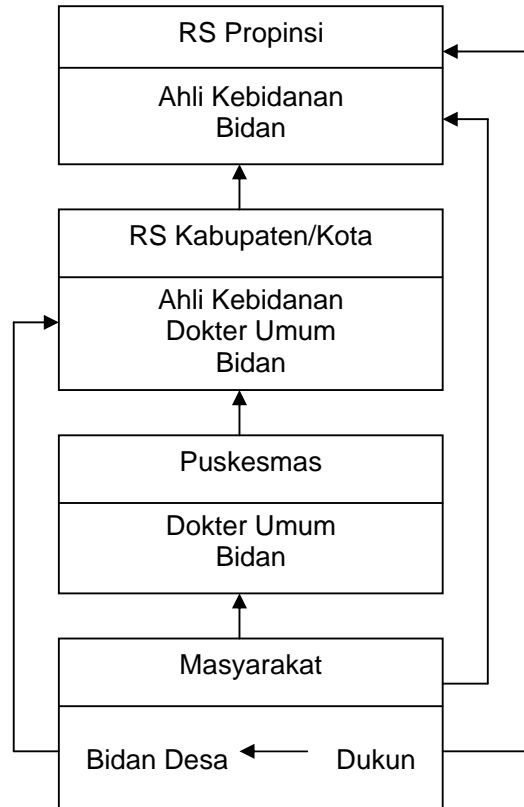 RS Propinsi
Ahli Kebidanan
Bidan
RS Kabupaten/Kota
Ahli Kebidanan
Dokter Umum
Bidan
Puskesmas
Dokter Umum
Bidan
Masyarakat
Bidan Desa Dukun